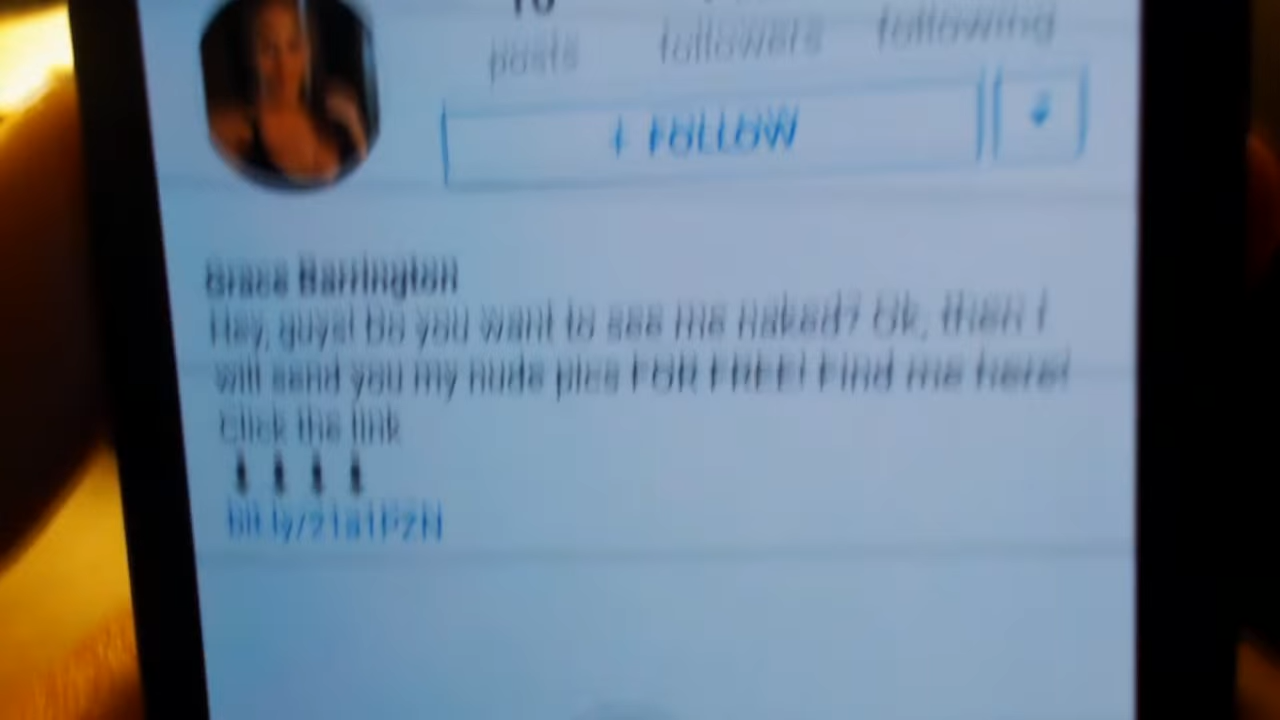 posts followers following
+ FOLLOW
Grace Barrington
Hey, guys! Do you want to see me naked? Ok, then I
will send you my nude pics FOR FREE! Find me here!
Click the link